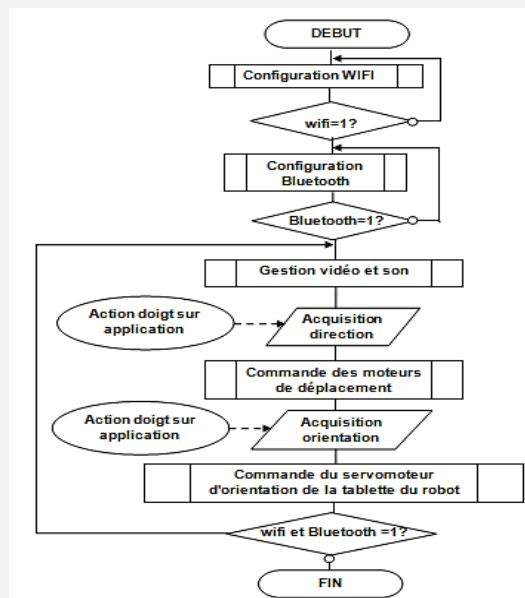 DEBUT
Configuration WIFI
wifi=1?
Configuration
Bluetooth
Bluetooth=1?
Gestion vidéo et son
Action doigt sur
application
Acquisition
direction
Commande des moteurs
de déplacement
Action doigt sur
application
Acquisition
orientation
Commande du servomoteur
d'orientation de la tablette du robot
wifi et Bluetooth =1?
FIN